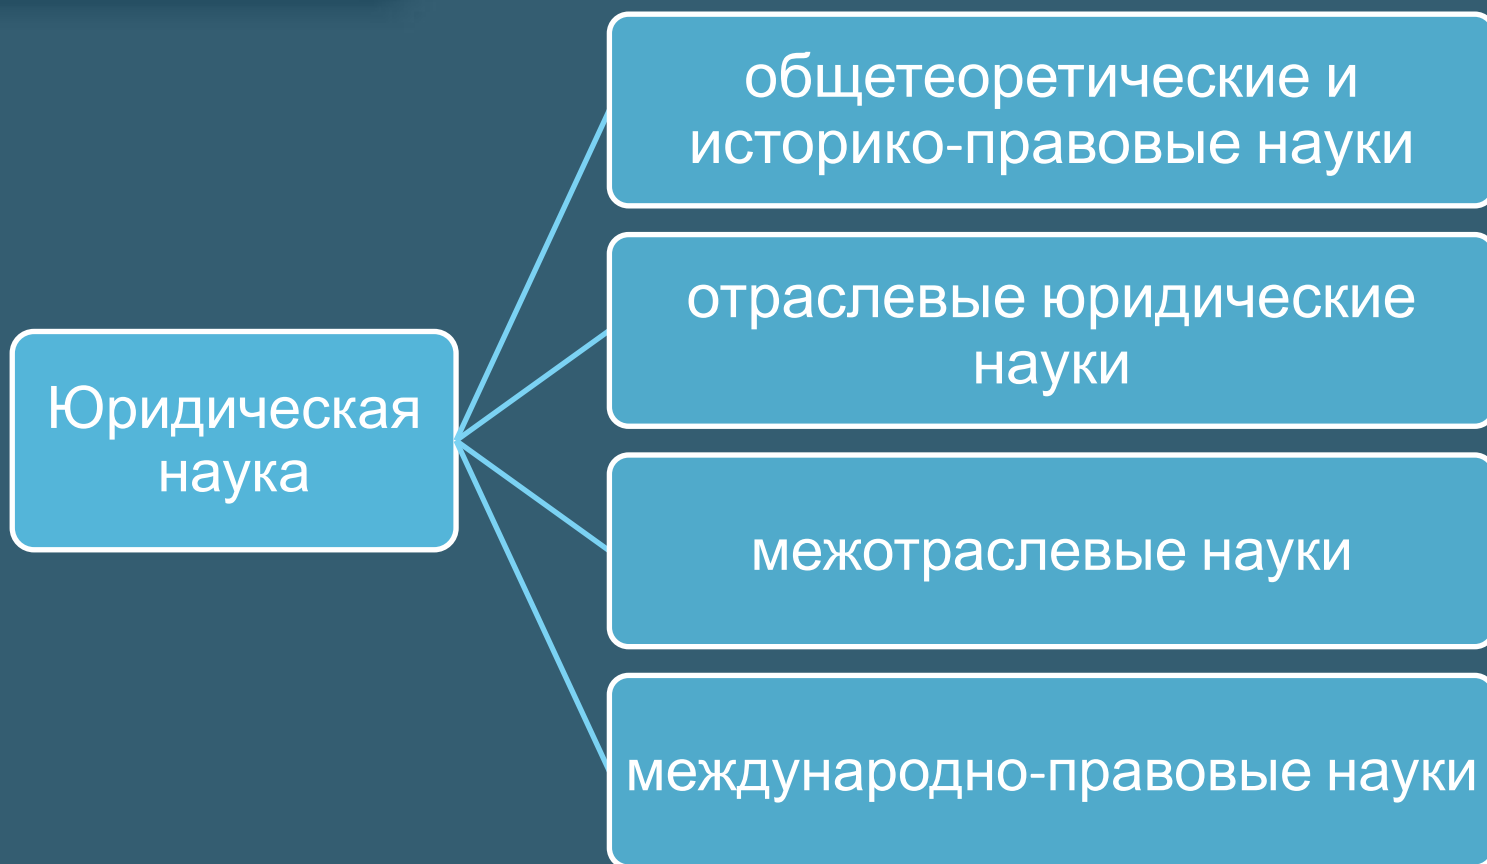 общетеоретические и
историко-правовые науки
отраслевые юридические
науки
Юридическая
наука
межотраслевые науки
международно-правовые науки